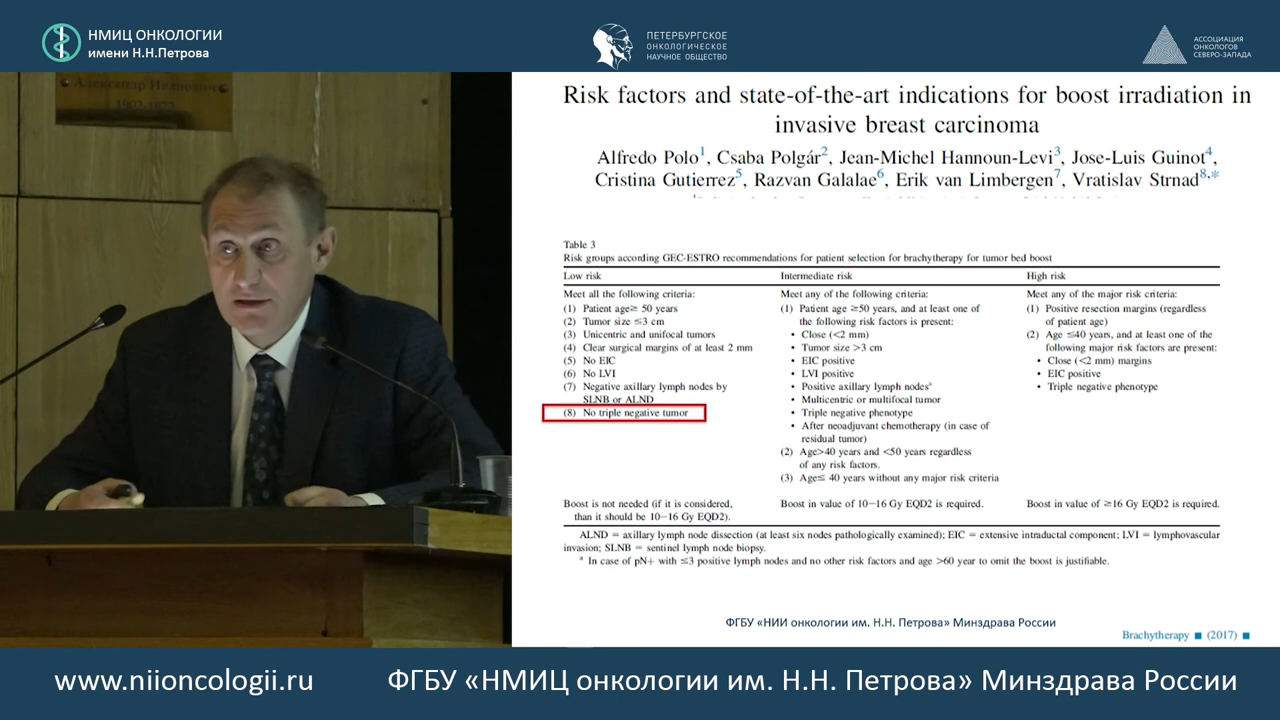 НМИЦ ОНКОЛОГИИ
имени Н.Н.Петрова
ПЕТЕРБУРГСКОЕ
ОНКОЛОГИЧЕСКОЕ
НАУЧНОЕ ОБЩЕСТВО
АССОЦИАЦИЯ
ОНКОЛОГОВ
СЕВЕРО-ЗАПАДА
Александр Иванович
Risk factors and state-of-the-art indications for boost irradiation in
invasive breast carcinoma
Alfredo Polo1, Csaba Polgár2, Jean-Michel Hannoun-Levi3, Jose-Luis Guinot4,
Cristina Gutierrez5, Razvan Galalae6, Erik van Limbergen7, Vratislav Strnad8,*
Table 3
Risk groups according GEC-ESTRO recommendations for patient selection for brachytherapy for tumor bed boost
Low risk
Meet all the following criteria:
(1) Patient age≥ 50 years
(2) Tumor size ≤3 cm
(3) Unicentric and unifocal tumors
(4) Clear surgical margins of at least 2 mm
(5) No EIC
(6) No LVI
(7) Negative axillary lymph nodes by
SLNB or ALND
(8) No triple negative tumor
Boost is not needed (if it is considered,
than it should be 10−16 Gy EQD2).
Intermediate risk
Meet any of the following criteria:
(1) Patient age ≥50 years, and at least one of
the following risk factors is present:
• Close (<2 mm)
• Tumor size >3 cm
• EIC positive
• LVI positive
• Positive axillary lymph nodesa
• Multicentric or multifocal tumor
• Triple negative phenotype
• After neoadjuvant chemotherapy (in case of
residual tumor)
(2) Age>40 years and <50 years regardless
of any risk factors.
(3) Age≤ 40 years without any major risk criteria
Boost in value of 10−16 Gy EQD2 is required.
High risk
Meet any of the major risk criteria:
(1) Positive resection margins (regardless
of patient age)
(2) Age ≤40 years, and at least one of the
following major risk factors are present:
• Close (<2 mm) margins
• EIC positive
• Triple negative phenotype
Boost in value of ≥16 Gy EQD2 is required.
ALND = axillary lymph node dissection (at least six nodes pathologically examined); EIC = extensive intraductal component; LVI = lymphovascular
invasion; SLNB = sentinel lymph node biopsy.
a In case of pN+ with ≤3 positive lymph nodes and no other risk factors and age >60 year to omit the boost is justifiable.
ФГБУ «НИИ онкологии им. Н.Н. Петрова» Минздрава России
Brachytherapy ■ (2017) ■
www.niioncologii.ru
ФГБУ «НМИЦ онкологии им. Н.Н. Петрова» Минздрава России